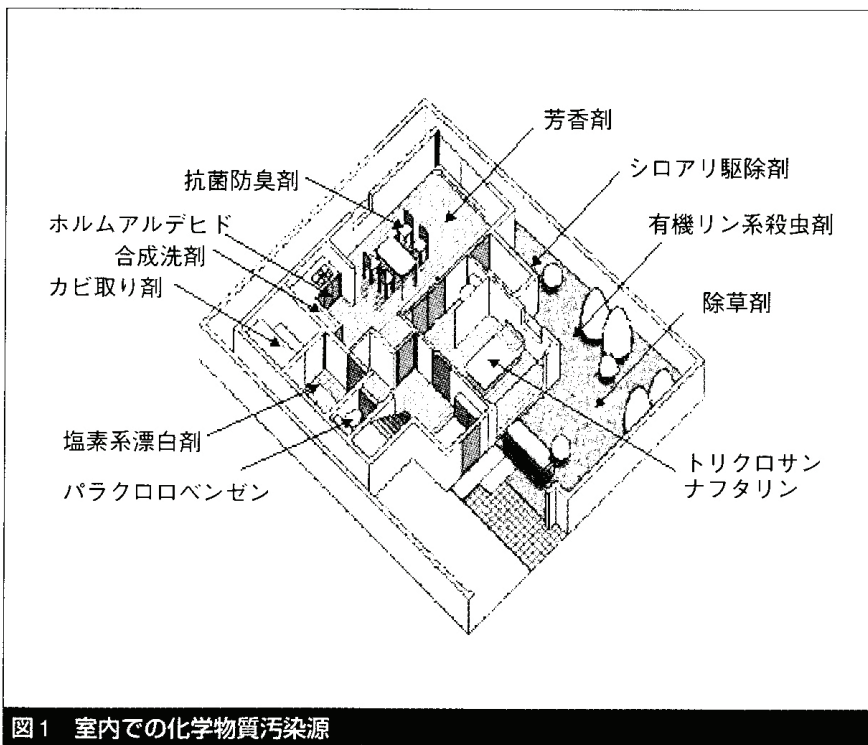 芳香剤
抗菌防臭剤
シロアリ駆除剤
ホルムアルデヒド
有機リン系殺虫剤
合成洗剤
カビ取り剤
除草剤
塩素系漂白剤
トリクロサン
ナフタリン
パラクロロベンゼン
図1 室内での化学物質汚染源